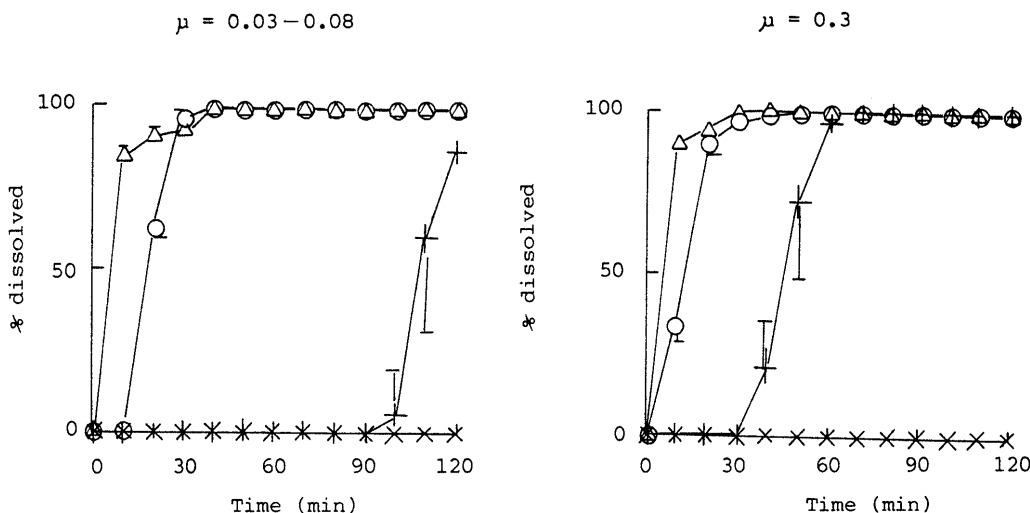 μ = 0.03−0.08
100
50
0
% dissolved
0 30 60 90 120
Time (min)
μ = 0.3
100
50
0
% dissolved
0 30 60 90 120
Time (min)